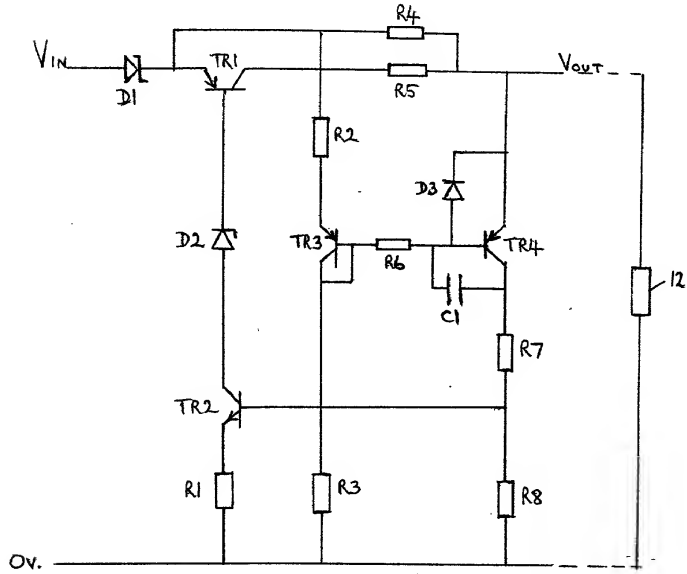 R4
VIN
TR1
VOUT
D1
R5
R2
D3
TR3
TR4
D2
R6
12
C1
R7
TR2
R1
R3
R8
0V.